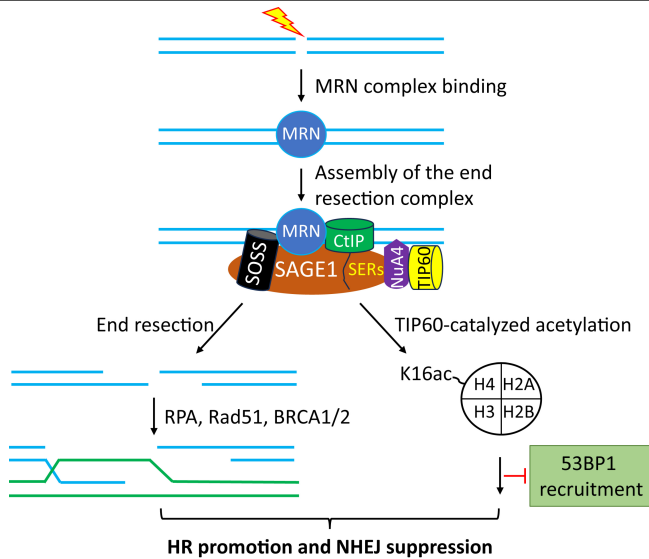 MRN complex binding
MRN
Assembly of the end
resection complex
MRN
CtIP
SOSS
SAGE1
SERs
NuA4
TIP60
End resection
TIP60-catalyzed acetylation
K16ac
H4 H2A
H3 H2B
RPA, Rad51, BRCA1/2
53BP1
recruitment
HR promotion and NHEJ suppression